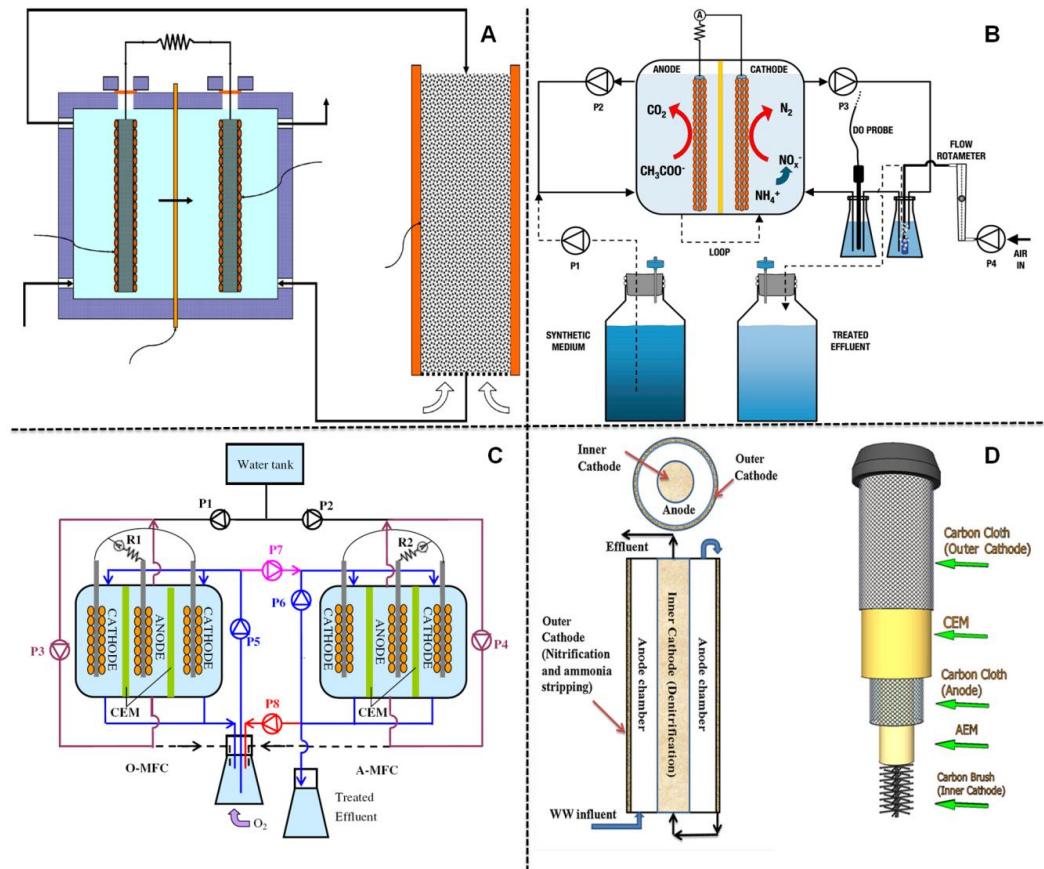 A
B
A
ANODE
CATHODE
P2
P3
CO₂
N₂
DO PROBE
FLOW
ROTAMETER
CH₃COO⁻
NOₓ⁻
NH₄⁺
P1
LOOP
P4
AIR
IN
SYNTHETIC
MEDIUM
TREATED
EFFLUENT
C
Water tank
P1
P2
R1
A
P7
R2
A
P6
CATHODE
ANODE
CATHODE
P5
CATHODE
ANODE
CATHODE
P3
P4
CEM
P8
CEM
O-MFC
A-MFC
O₂
Treated
Effluent
D
Inner
Cathode
Outer
Cathode
Anode
Effluent
Outer
Cathode
(Nitrification
and ammonia
stripping)
Anode chamber
Inner Cathode (Denitrification)
Anode chamber
WW influent
Carbon Cloth
(Outer Cathode)
CEM
Carbon Cloth
(Anode)
AEM
Carbon Brush
(Inner Cathode)